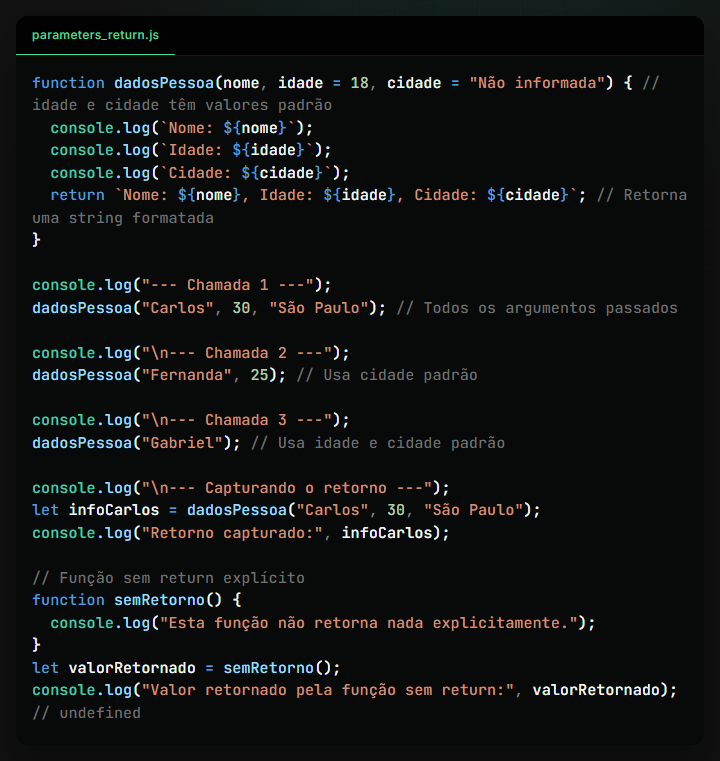 parameters_return.js
function dadosPessoa(nome, idade = 18, cidade = "Não informada") { //
idade e cidade têm valores padrão
  console.log(`Nome: ${nome}`);
  console.log(`Idade: ${idade}`);
  console.log(`Cidade: ${cidade}`);
  return `Nome: ${nome}, Idade: ${idade}, Cidade: ${cidade}`; // Retorna
uma string formatada
}
console.log("--- Chamada 1 ---");
dadosPessoa("Carlos", 30, "São Paulo"); // Todos os argumentos passados
console.log("\n--- Chamada 2 ---");
dadosPessoa("Fernanda", 25); // Usa cidade padrão
console.log("\n--- Chamada 3 ---");
dadosPessoa("Gabriel"); // Usa idade e cidade padrão
console.log("\n--- Capturando o retorno ---");
let infoCarlos = dadosPessoa("Carlos", 30, "São Paulo");
console.log("Retorno capturado:", infoCarlos);
// Função sem return explícito
function semRetorno() {
  console.log("Esta função não retorna nada explicitamente.");
}
let valorRetornado = semRetorno();
console.log("Valor retornado pela função sem return:", valorRetornado);
// undefined